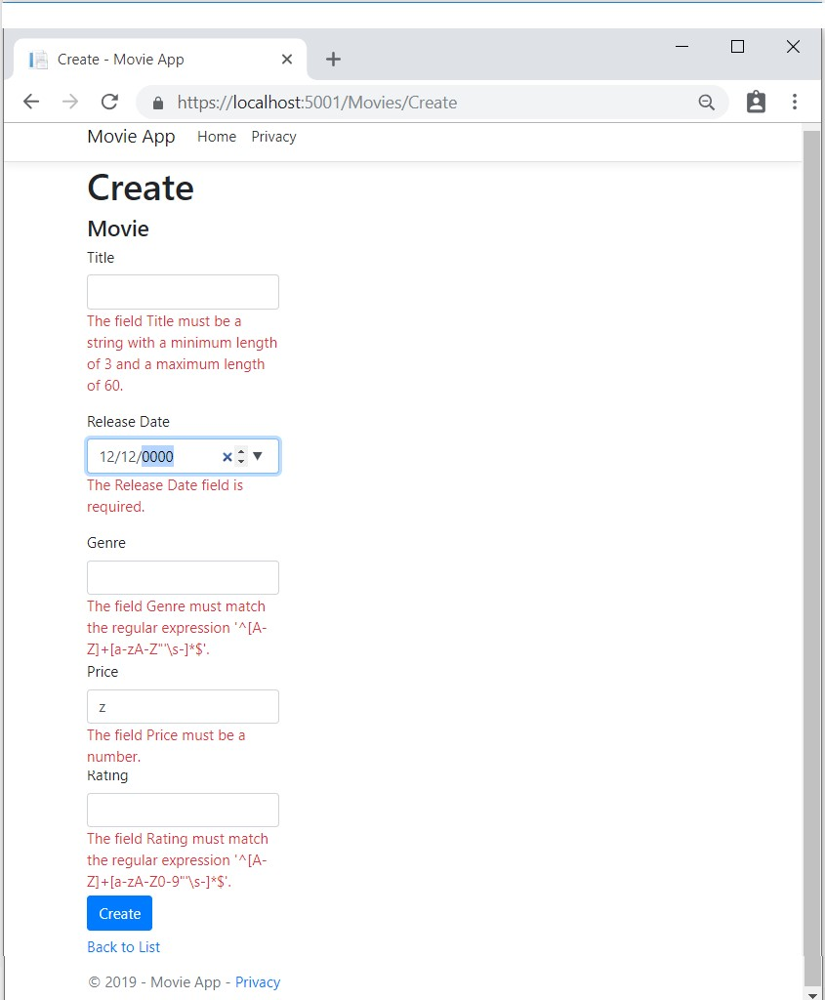 Create - Movie App
https://localhost:5001/Movies/Create
Movie App Home Privacy
Create
Movie
Title
The field Title must be a
string with a minimum length
of 3 and a maximum length
of 60.
Release Date
12/12/0000
The Release Date field is
required.
Genre
The field Genre must match
the regular expression '^[A-
Z]+[a-zA-Z"'\s-]*$'.
Price
z
The field Price must be a
number.
Rating
The field Rating must match
the regular expression '^[A-
Z]+[a-zA-Z0-9"'\s-]*$'.
Create
Back to List
© 2019 - Movie App - Privacy